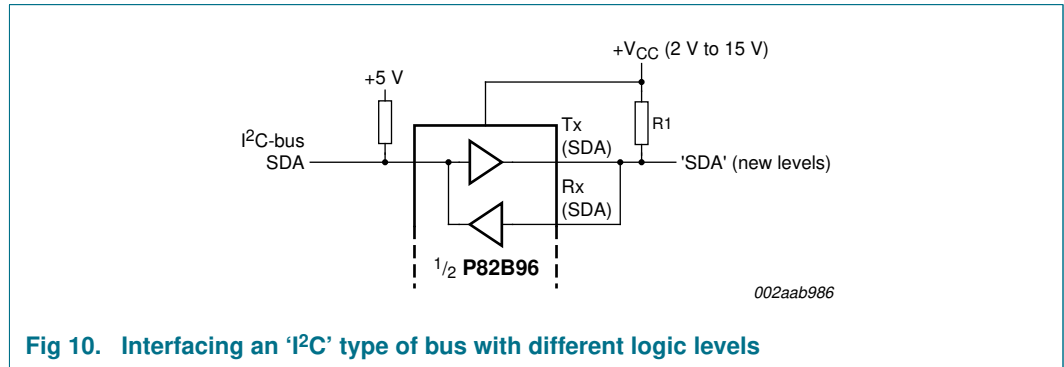 +VCC (2 V to 15 V)
+5 V
R1
Tx
(SDA)
I²C-bus
SDA
'SDA' (new levels)
Rx
(SDA)
1/2 P82B96
002aab986
Fig 10. Interfacing an ‘I²C’ type of bus with different logic levels